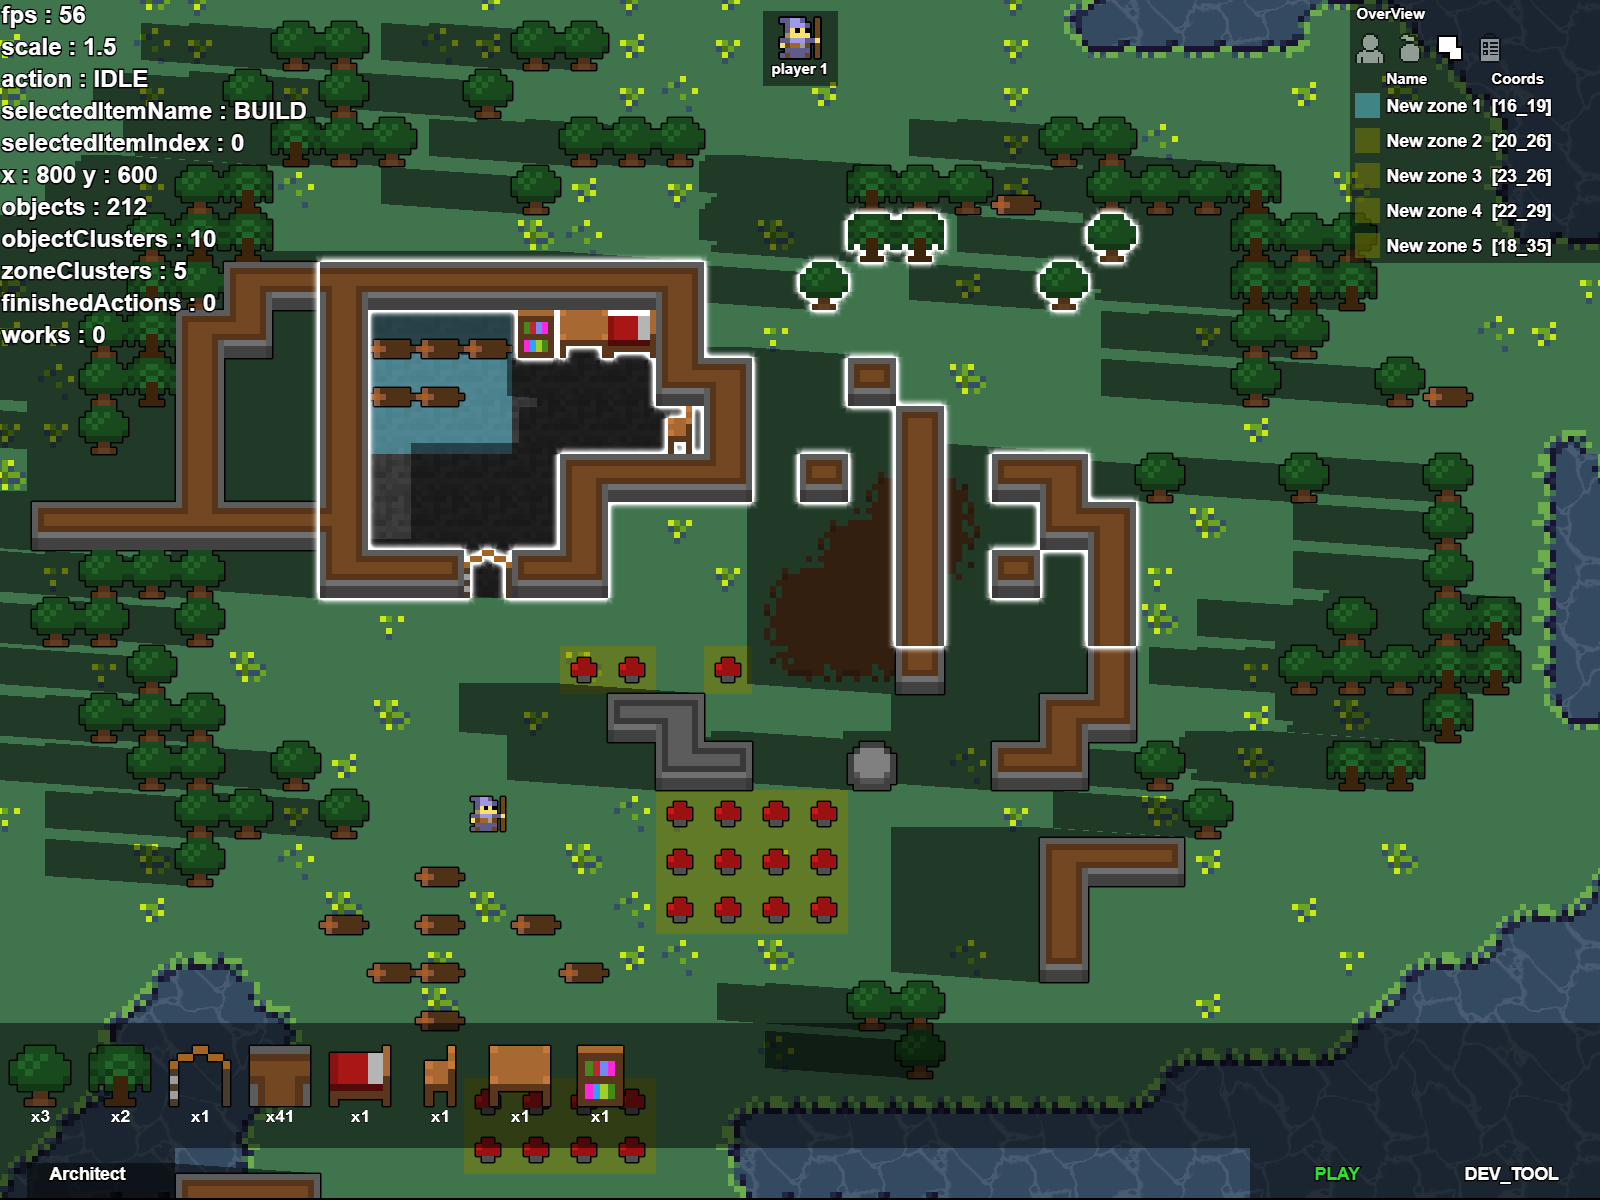 fps : 56
scale : 1.5
action : IDLE
selectedItemName : BUILD
selectedItemIndex : 0
x : 800 y : 600
objects : 212
objectClusters : 10
zoneClusters : 5
finishedActions : 0
works : 0
player 1
OverView
Name Coords
New zone 1 [16_19]
New zone 2 [20_26]
New zone 3 [23_26]
New zone 4 [22_29]
New zone 5 [18_35]
x3 x2 x1 x41 x1 x1 x1 x1
Architect PLAY DEV_TOOL